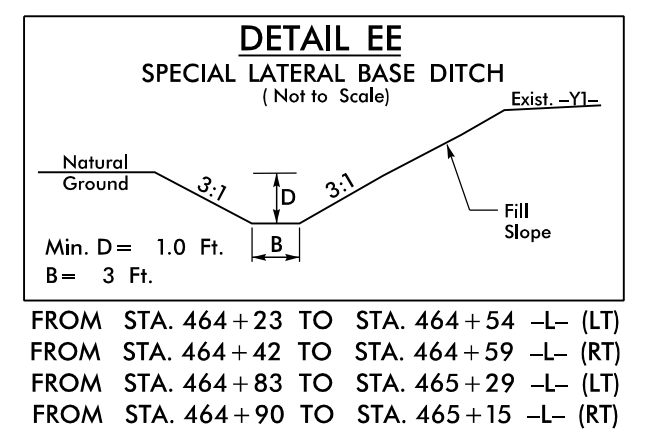 DETAIL EE
SPECIAL LATERAL BASE DITCH
( Not to Scale)
Exist. –Y1–
Natural
Ground
3:1
D
3:1
Fill
Slope
B
Min. D = 1.0 Ft.
B = 3 Ft.
FROM STA. 464+23 TO STA. 464+54 –L– (LT)
FROM STA. 464+42 TO STA. 464+59 –L– (RT)
FROM STA. 464+83 TO STA. 465+29 –L– (LT)
FROM STA. 464+90 TO STA. 465+15 –L– (RT)